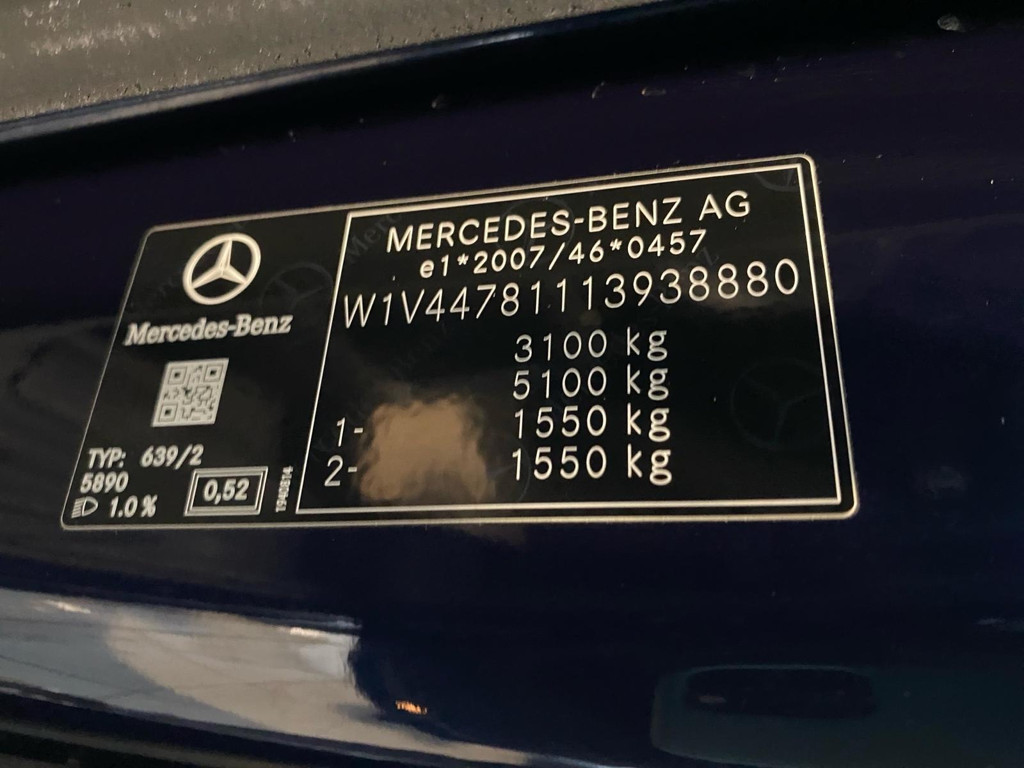 Mercedes-Benz
TYP: 639/2
5890
1.0 %
0,52
1940814
MERCEDES-BENZ AG
e1*2007/46*0457
W1V44781113938880
3100 kg
5100 kg
1- 1550 kg
2- 1550 kg